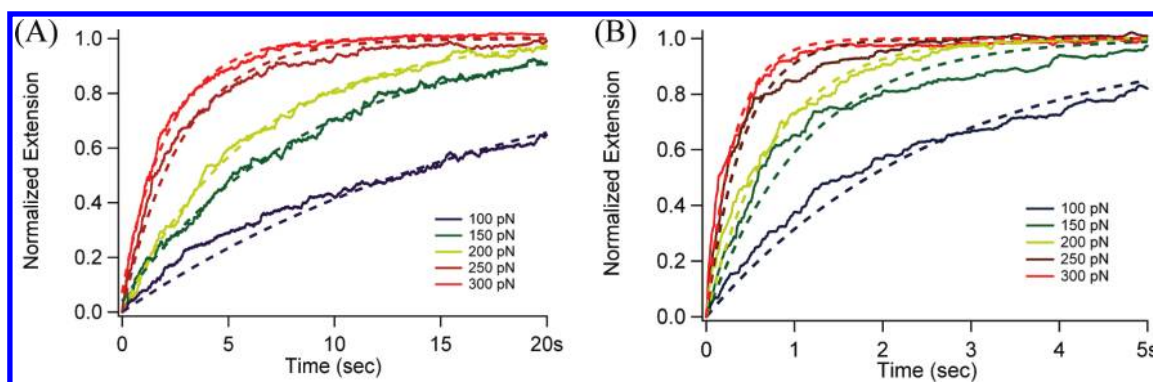 (A)
Normalized Extension
1.0
0.8
0.6
0.4
0.2
0.0
0
5
10
15
20s
Time (sec)
100 pN
150 pN
200 pN
250 pN
300 pN
(B)
Normalized Extension
1.0
0.8
0.6
0.4
0.2
0.0
0
1
2
3
4
5s
Time (sec)
100 pN
150 pN
200 pN
250 pN
300 pN